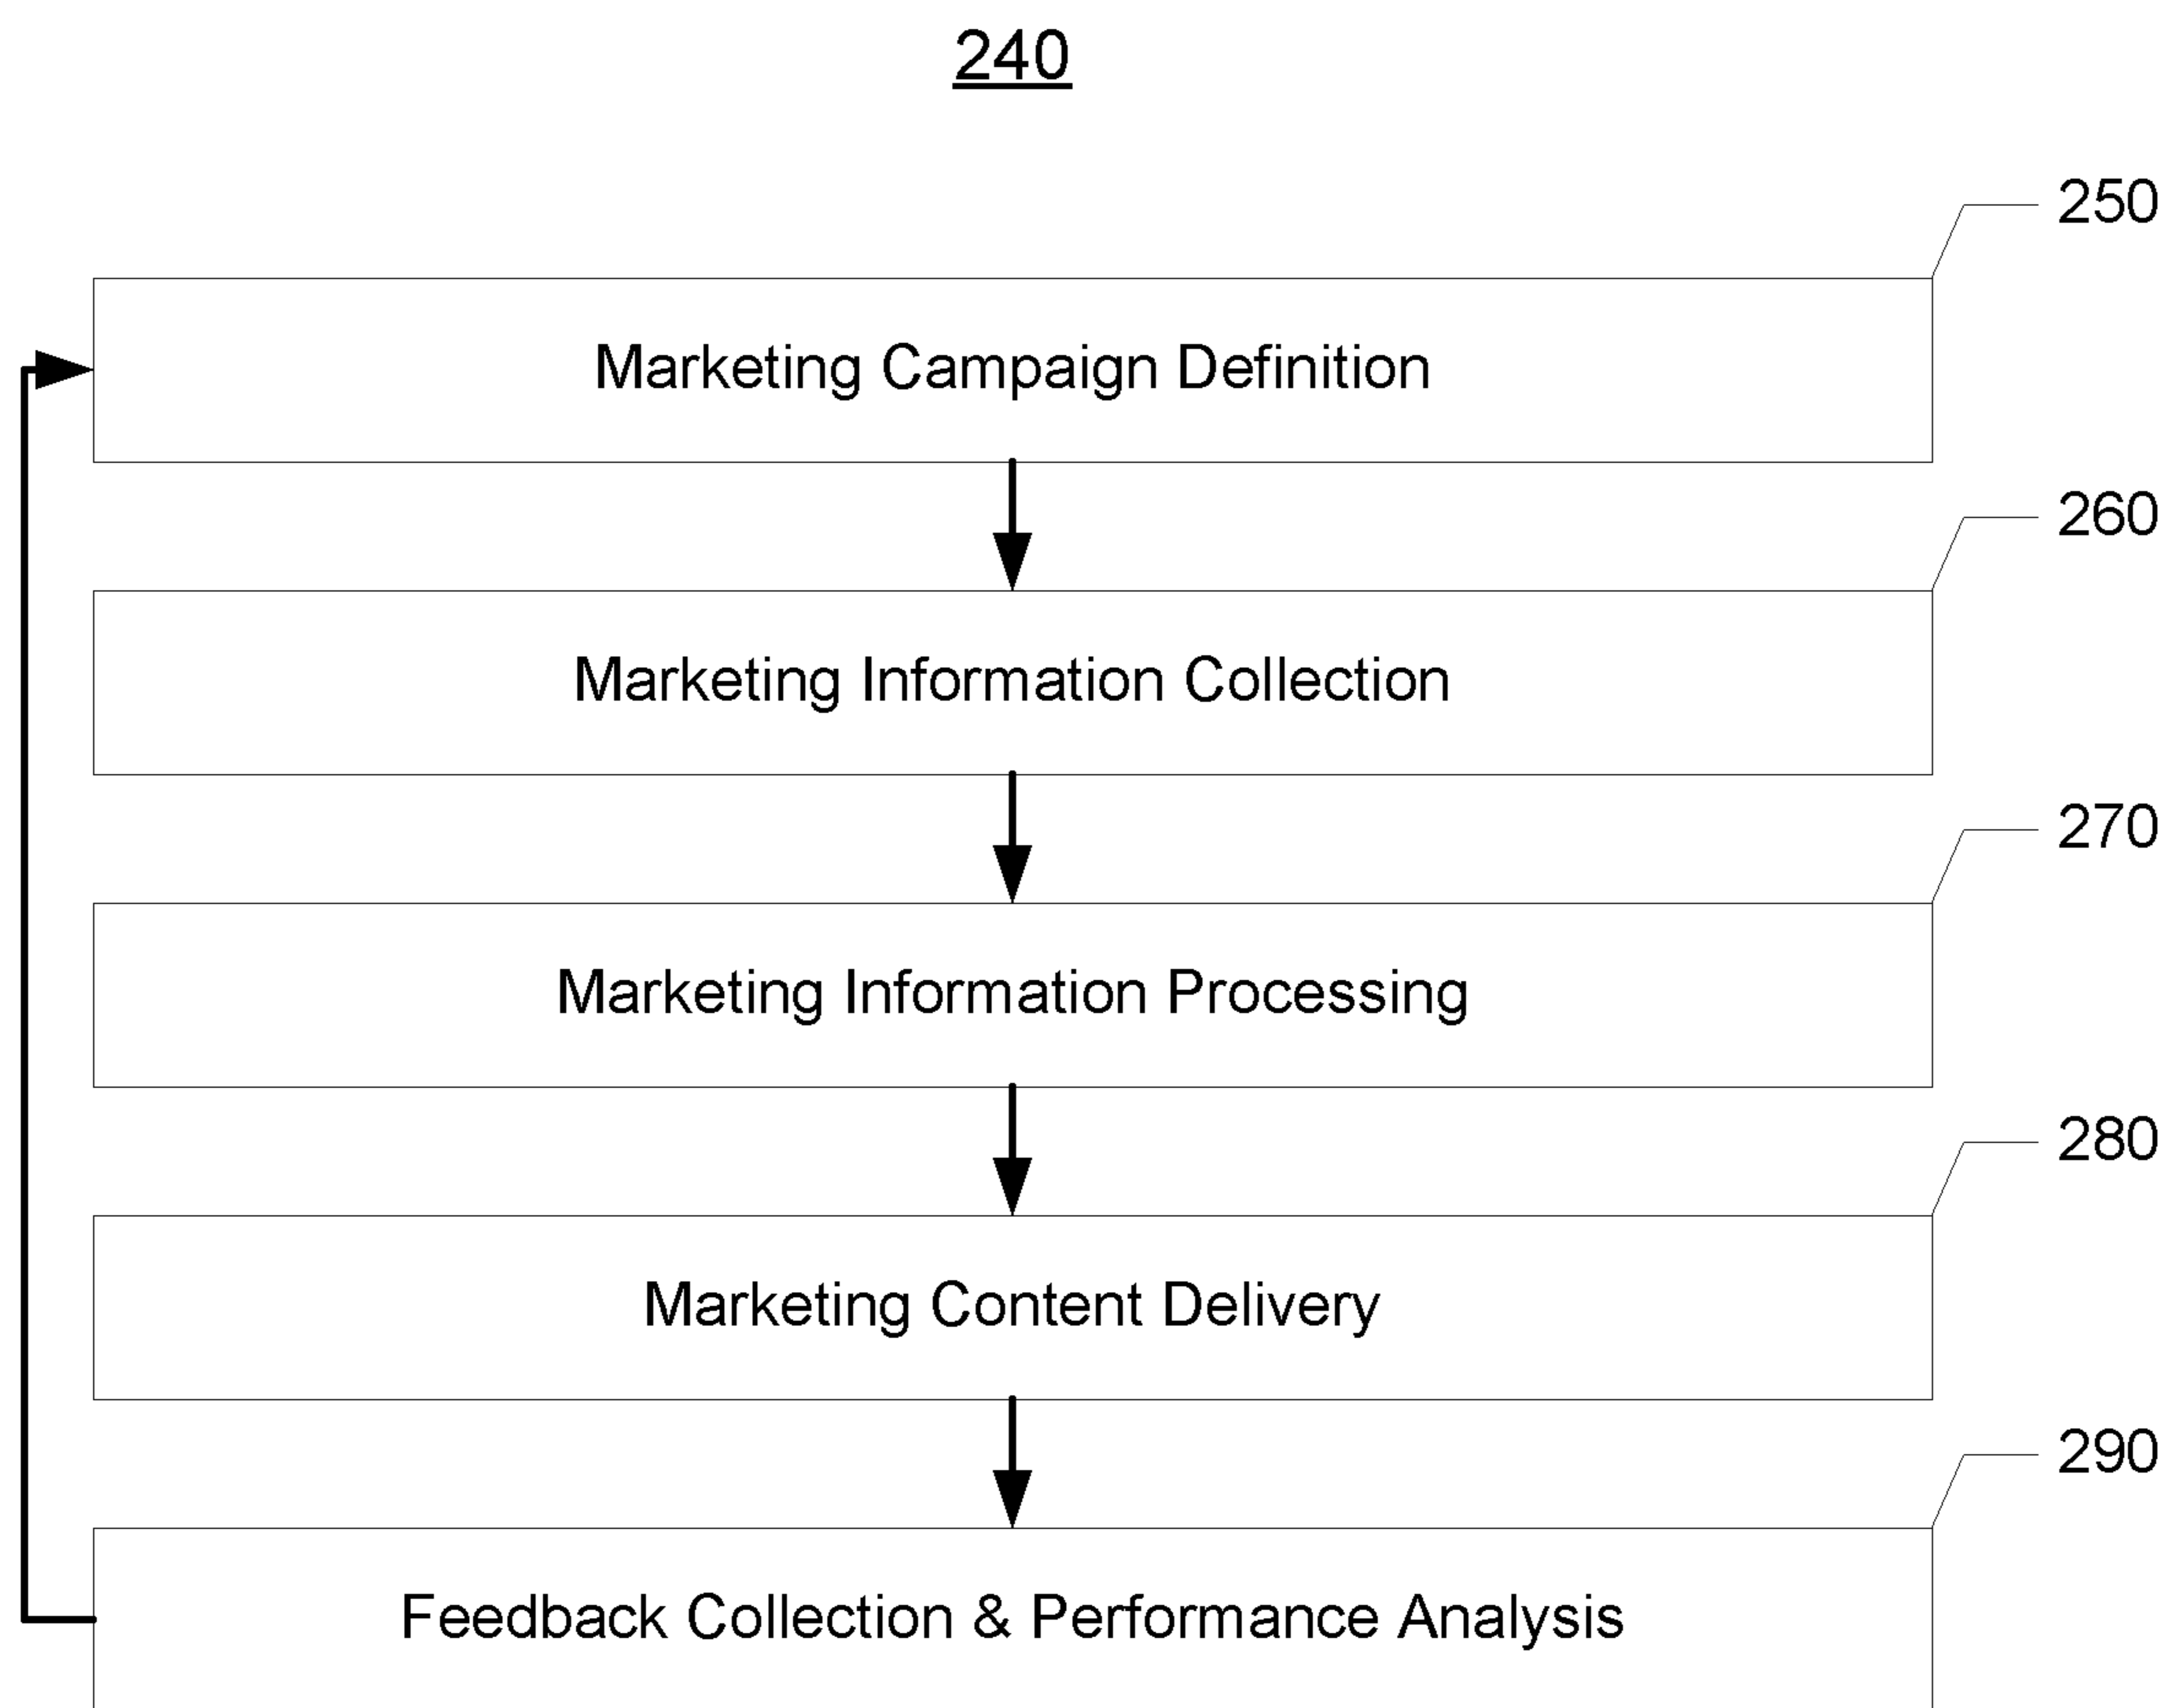 240
250
Marketing Campaign Definition
260
Marketing Information Collection
270
Marketing Information Processing
280
Marketing Content Delivery
290
Feedback Collection & Performance Analysis